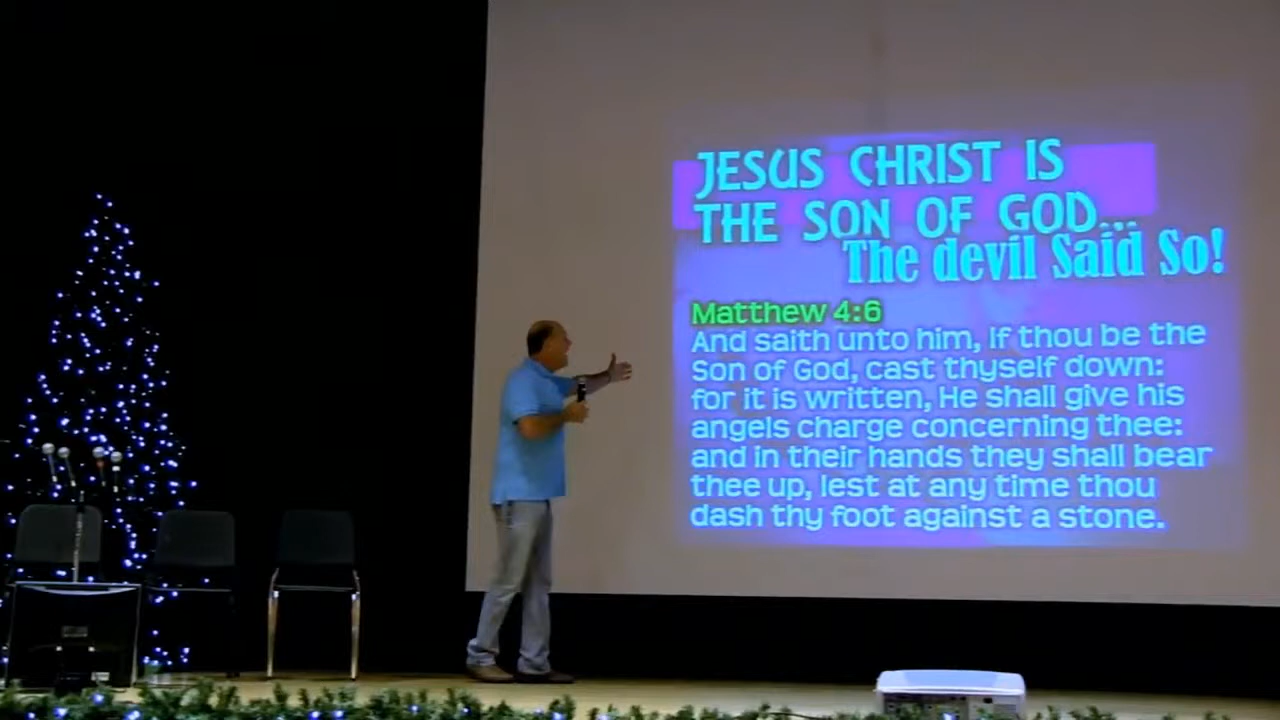 JESUS CHRIST IS
THE SON OF GOD...
The devil Said So!
Matthew 4:6
And saith unto him, If thou be the
Son of God, cast thyself down:
for it is written, He shall give his
angels charge concerning thee:
and in their hands they shall bear
thee up, lest at any time thou
dash thy foot against a stone.